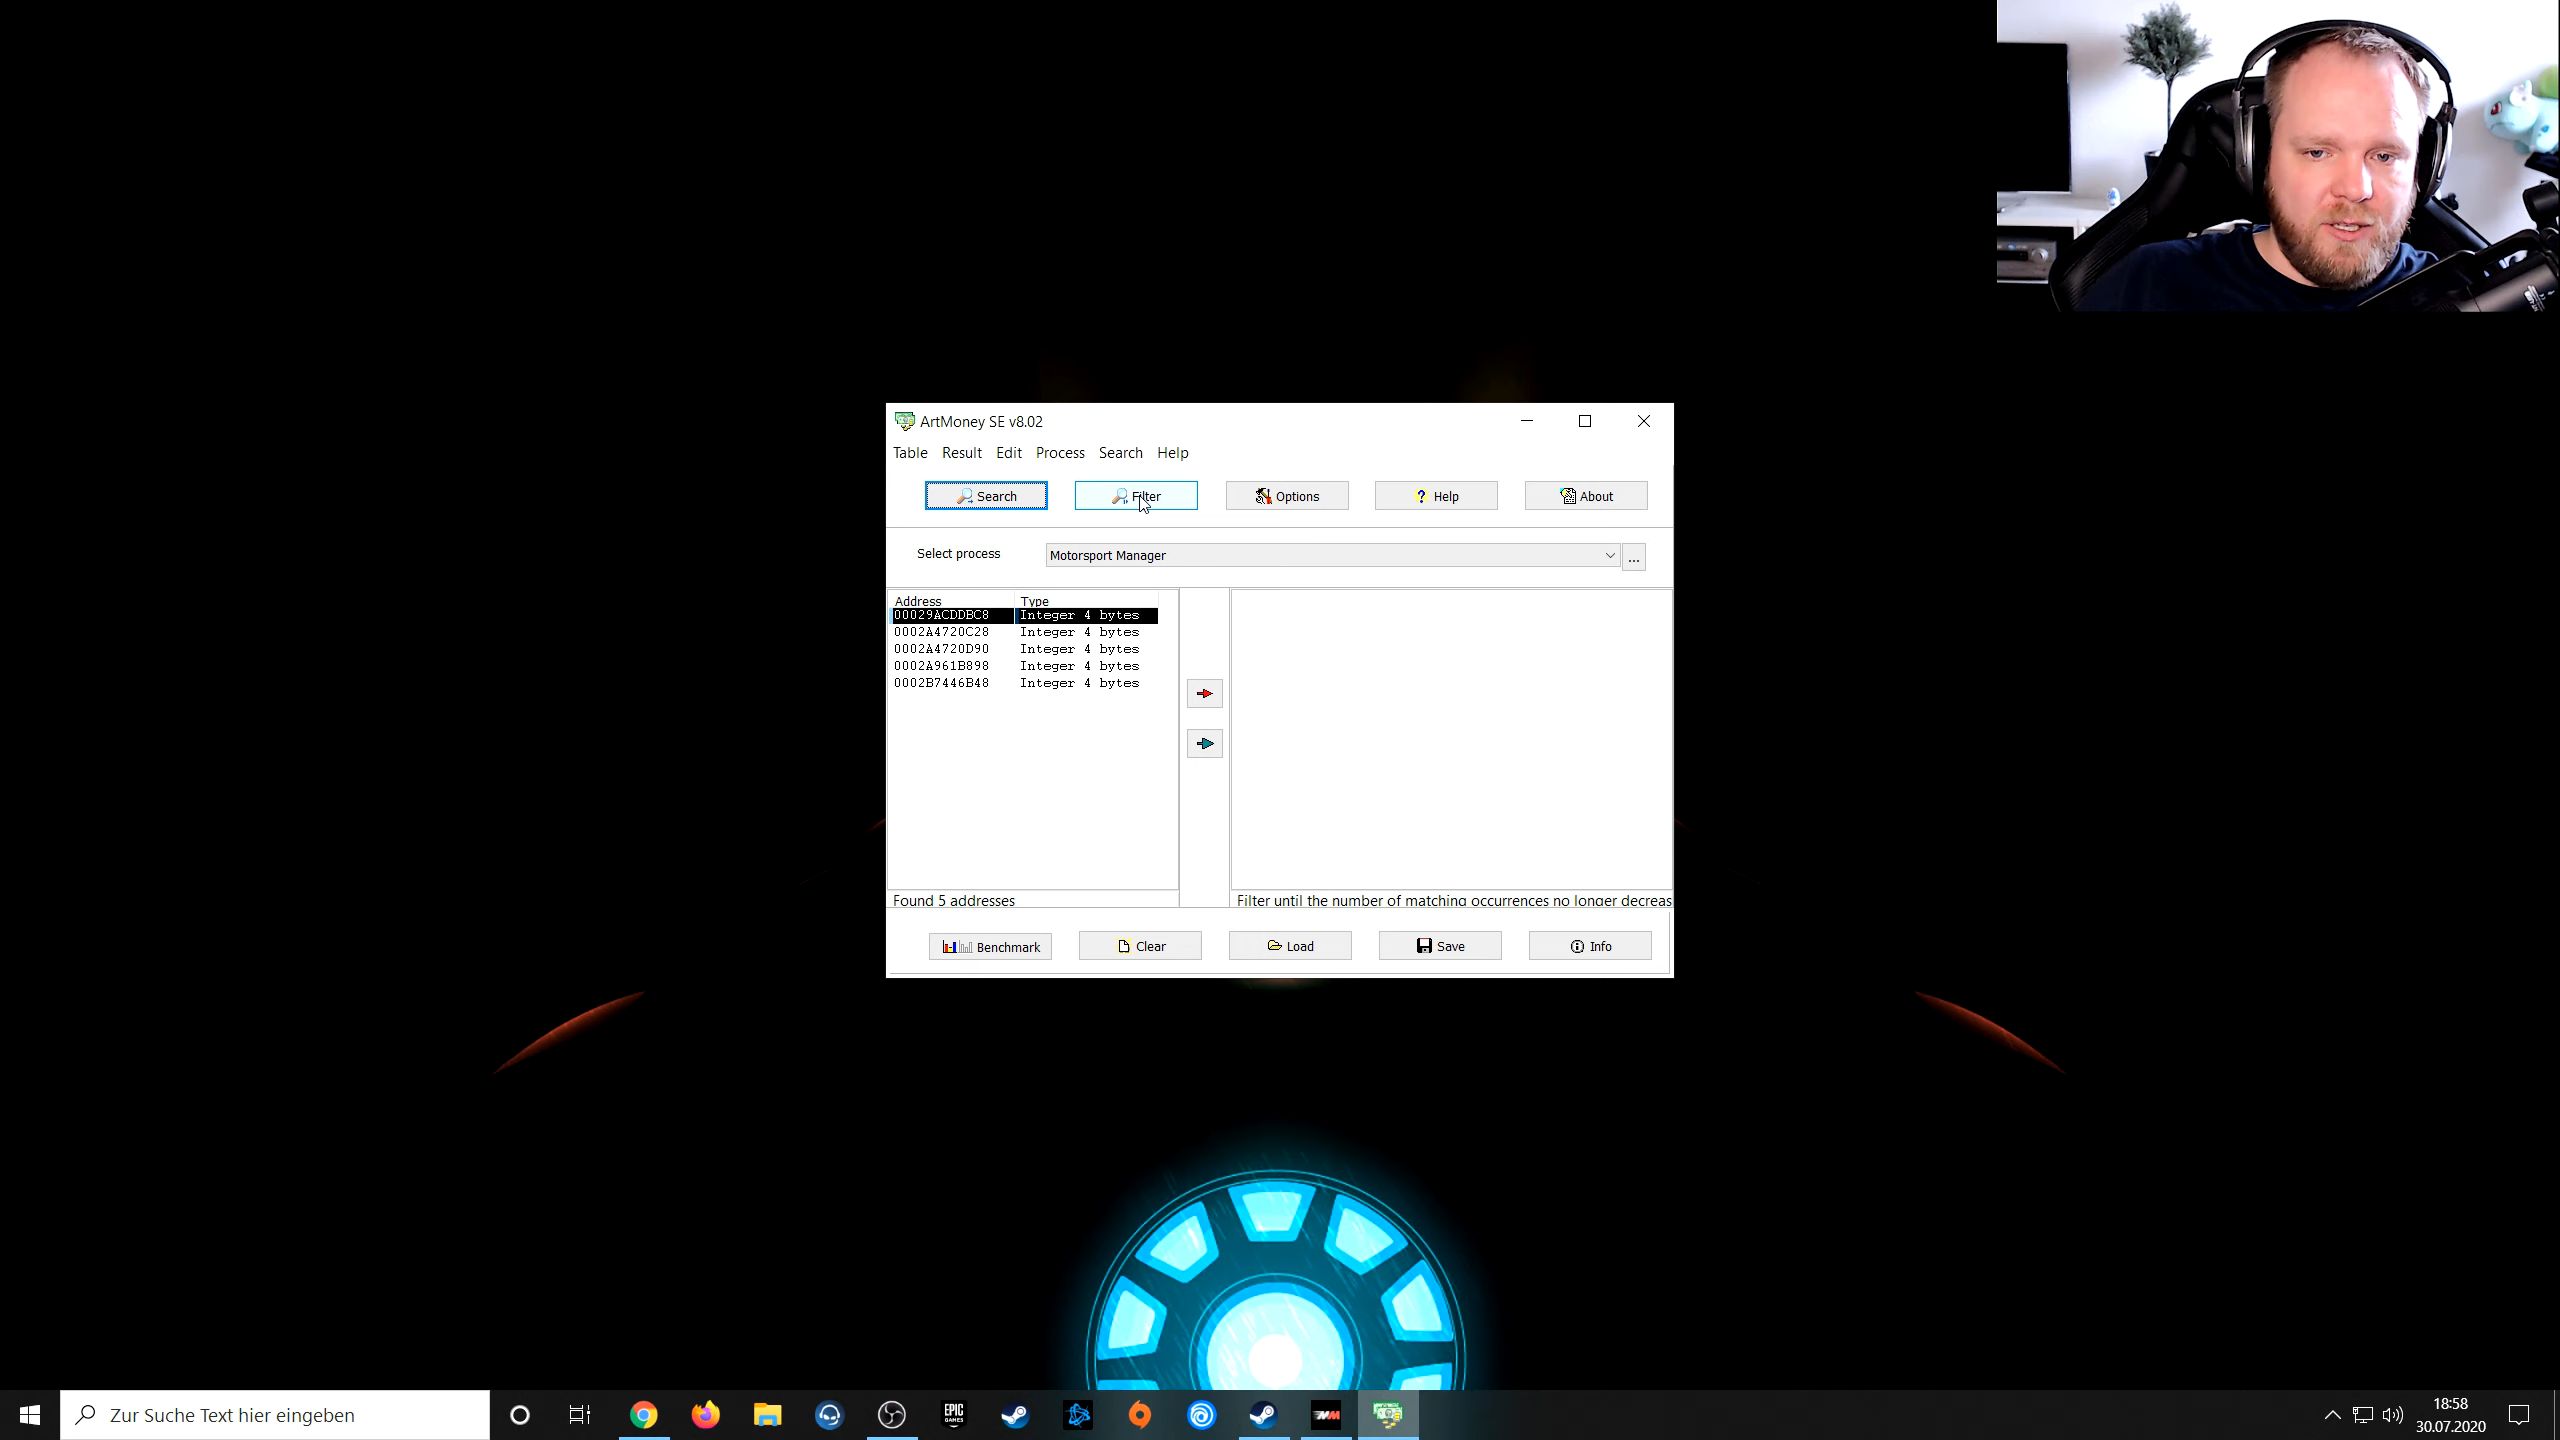 ArtMoney SE v8.02
Table Result Edit Process Search Help
Search Filter Options ? Help About
Select process Motorsport Manager ...
Address Type
00029ACDDBC8 Integer 4 bytes
0002A4720C28 Integer 4 bytes
0002A4720D90 Integer 4 bytes
0002A961B898 Integer 4 bytes
0002B7446B48 Integer 4 bytes
Found 5 addresses
Filter until the number of matching occurrences no longer decreas
Benchmark Clear Load Save Info
Zur Suche Text hier eingeben
EPIC
GAMES
18:58
30.07.2020